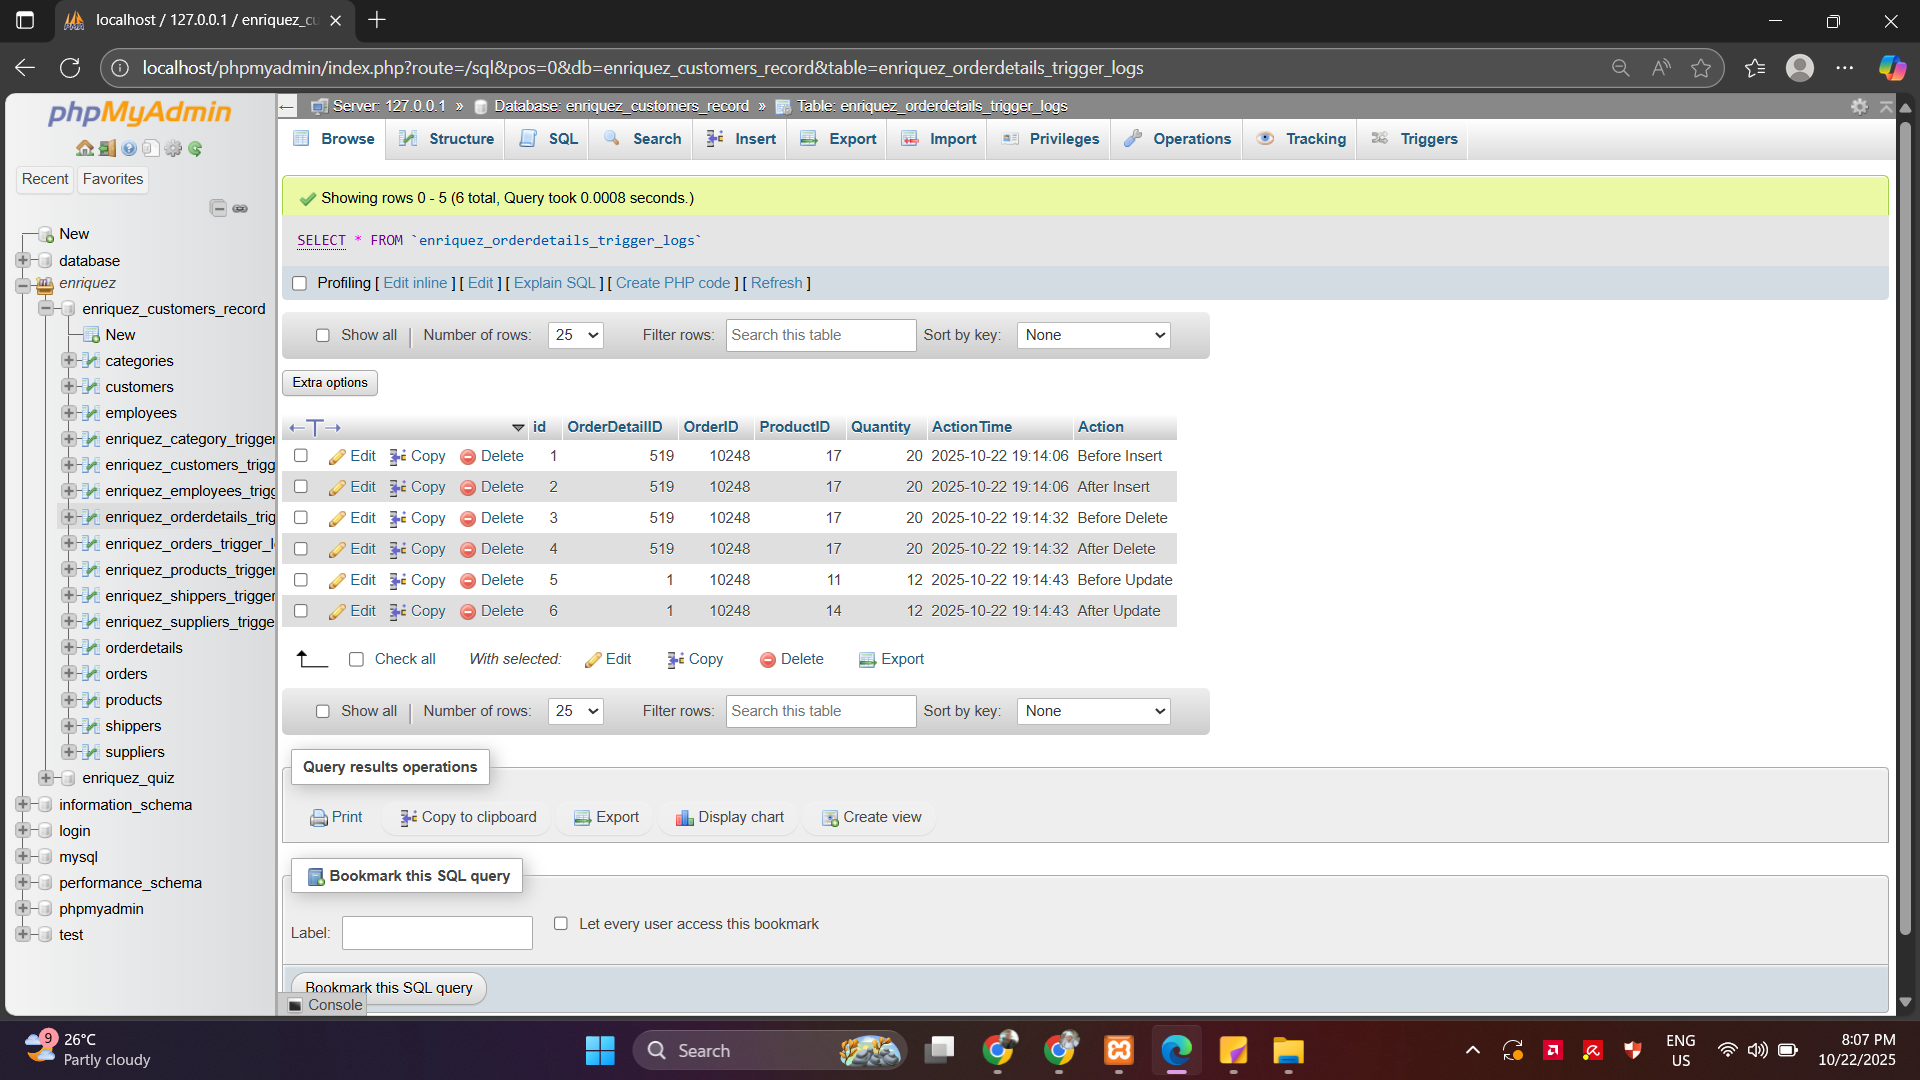 localhost / 127.0.0.1 / enriquez_cu
localhost/phpmyadmin/index.php?route=/sql&pos=0&db=enriquez_customers_record&table=enriquez_orderdetails_trigger_logs
phpMyAdmin
Recent Favorites
New
database
enriquez
enriquez_customers_record
New
categories
customers
employees
enriquez_category_trigger
enriquez_customers_trigg
enriquez_employees_trigg
enriquez_orderdetails_trig
enriquez_orders_trigger_l
enriquez_products_trigger
enriquez_shippers_trigger
enriquez_suppliers_trigge
orderdetails
orders
products
shippers
suppliers
enriquez_quiz
information_schema
login
mysql
performance_schema
phpmyadmin
test
Server: 127.0.0.1 » Database: enriquez_customers_record » Table: enriquez_orderdetails_trigger_logs
Browse Structure SQL Search Insert Export Import Privileges Operations Tracking Triggers
Showing rows 0 - 5 (6 total, Query took 0.0008 seconds.)
SELECT * FROM `enriquez_orderdetails_trigger_logs`
Profiling [ Edit inline ] [ Edit ] [ Explain SQL ] [ Create PHP code ] [ Refresh ]
Show all | Number of rows: 25 Filter rows: Search this table Sort by key: None
Extra options
←T→ id OrderDetailID OrderID ProductID Quantity ActionTime Action
Edit Copy Delete 1 519 10248 17 20 2025-10-22 19:14:06 Before Insert
Edit Copy Delete 2 519 10248 17 20 2025-10-22 19:14:06 After Insert
Edit Copy Delete 3 519 10248 17 20 2025-10-22 19:14:32 Before Delete
Edit Copy Delete 4 519 10248 17 20 2025-10-22 19:14:32 After Delete
Edit Copy Delete 5 1 10248 11 12 2025-10-22 19:14:43 Before Update
Edit Copy Delete 6 1 10248 14 12 2025-10-22 19:14:43 After Update
Check all With selected: Edit Copy Delete Export
Show all | Number of rows: 25 Filter rows: Search this table Sort by key: None
Query results operations
Print Copy to clipboard Export Display chart Create view
Bookmark this SQL query
Label: Let every user access this bookmark
Bookmark this SQL query
Console
9
26°C
Partly cloudy
Search
ENG
US
8:07 PM
10/22/2025